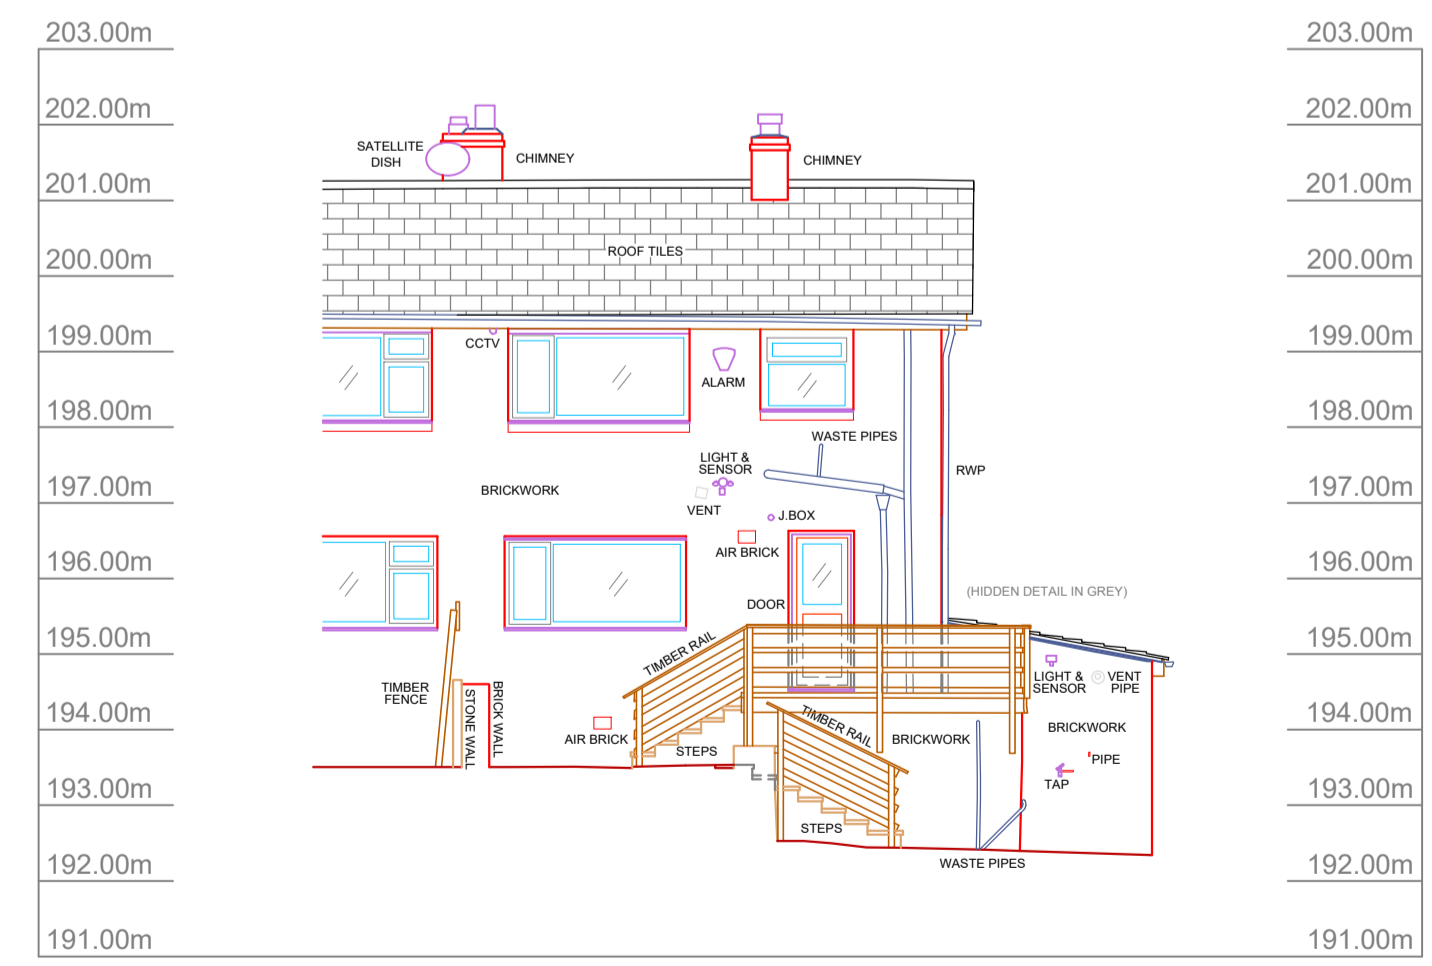 203.00m
203.00m
202.00m
202.00m
SATELLITE
DISH
CHIMNEY
CHIMNEY
201.00m
201.00m
ROOF TILES
200.00m
200.00m
199.00m
199.00m
CCTV
ALARM
198.00m
198.00m
WASTE PIPES
LIGHT &
SENSOR
RWP
197.00m
197.00m
BRICKWORK
VENT
J.BOX
AIR BRICK
196.00m
196.00m
(HIDDEN DETAIL IN GREY)
DOOR
195.00m
195.00m
TIMBER RAIL
LIGHT &
SENSOR
VENT
PIPE
TIMBER
FENCE
STONE WALL
BRICK WALL
194.00m
194.00m
AIR BRICK
STEPS
TIMBER RAIL
BRICKWORK
BRICKWORK
PIPE
TAP
193.00m
193.00m
STEPS
WASTE PIPES
192.00m
192.00m
191.00m
191.00m